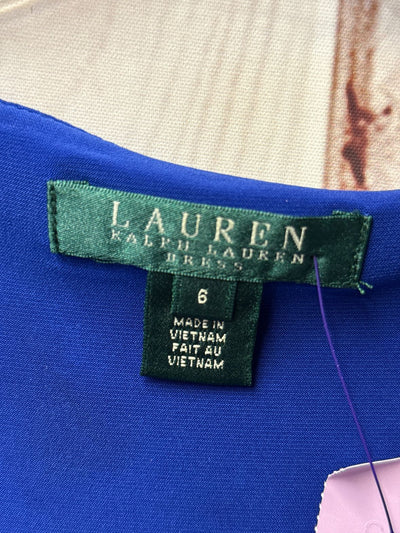 LAUREN
RALPH LAUREN
DRESS
6
MADE IN
VIETNAM
FAIT AU
VIETNAM